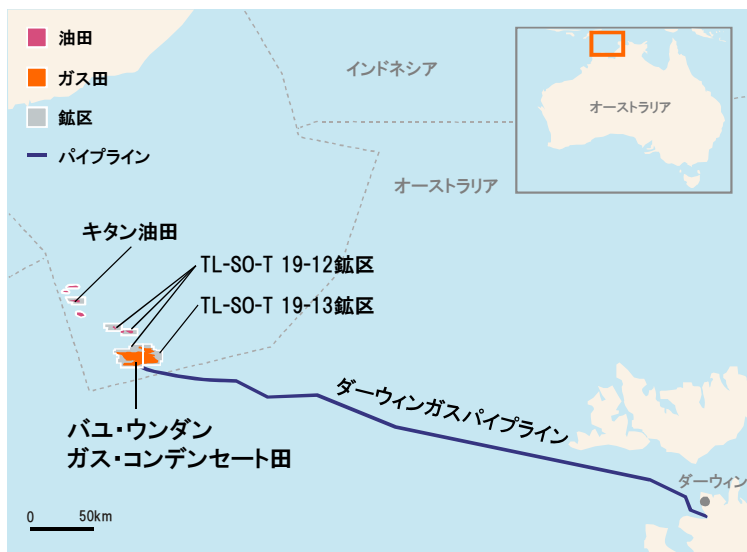 油田
ガス田
鉱区
パイプライン
インドネシア
オーストラリア
オーストラリア
キタン油田
TL-SO-T 19-12鉱区
TL-SO-T 19-13鉱区
バユ・ウンダン
ガス・コンデンセート田
ダーウィンガスパイプライン
ダーウィン
0 50km